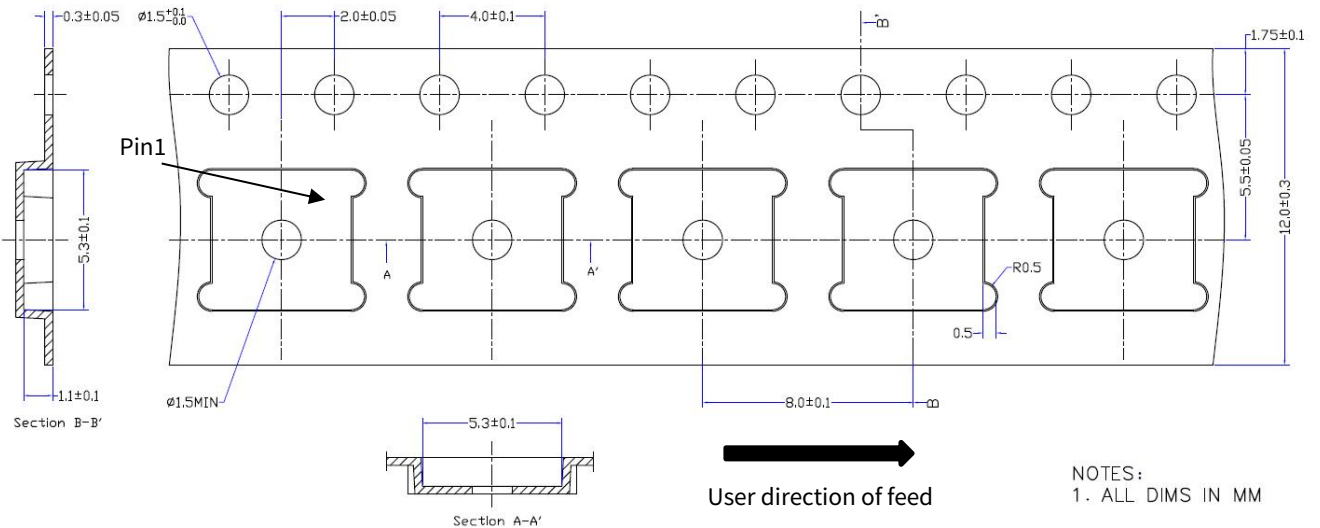 0.3±0.05
Ø1.5+0.1 -0.0
2.0±0.05
4.0±0.1
B'
1.75±0.1
Pin1
5.3±0.1
5.5±0.05
12.0±0.3
A
A'
R0.5
0.5
1.1±0.1
Ø1.5MIN
8.0±0.1
B
Section B-B'
5.3±0.1
User direction of feed
Section A-A'
NOTES:
1. ALL DIMS IN MM